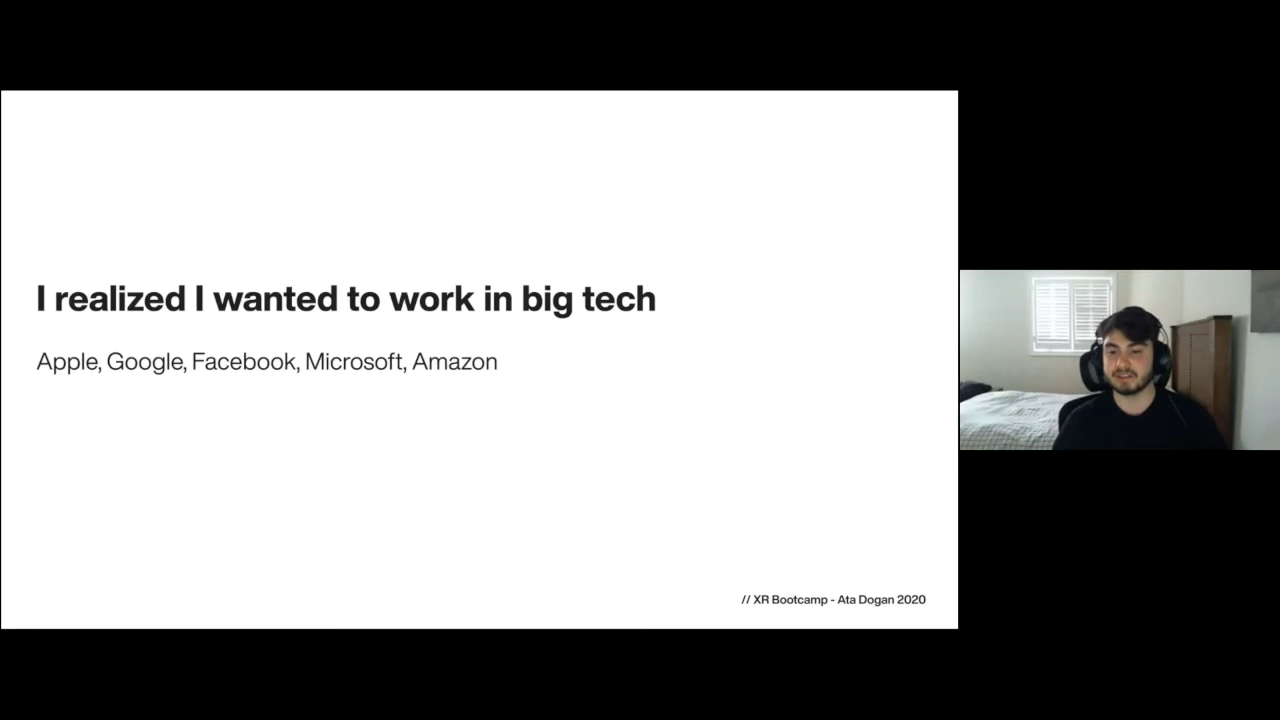 I realized I wanted to work in big tech
Apple, Google, Facebook, Microsoft, Amazon
// XR Bootcamp - Ata Dogan 2020